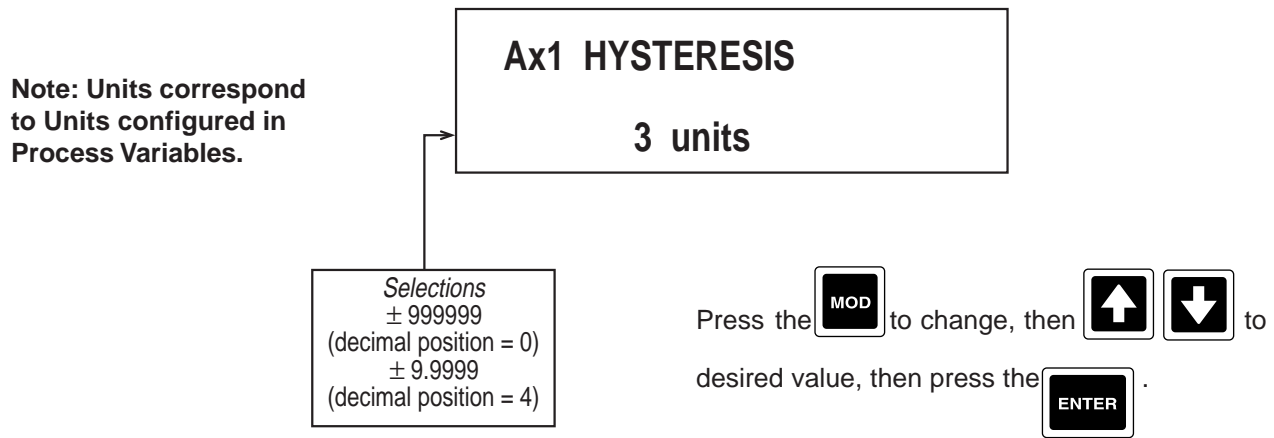 Note: Units correspond
to Units configured in
Process Variables.
Ax1 HYSTERESIS
3 units
Selections
± 999999
(decimal position = 0)
± 9.9999
(decimal position = 4)
Press the MOD to change, then to
desired value, then press the ENTER .